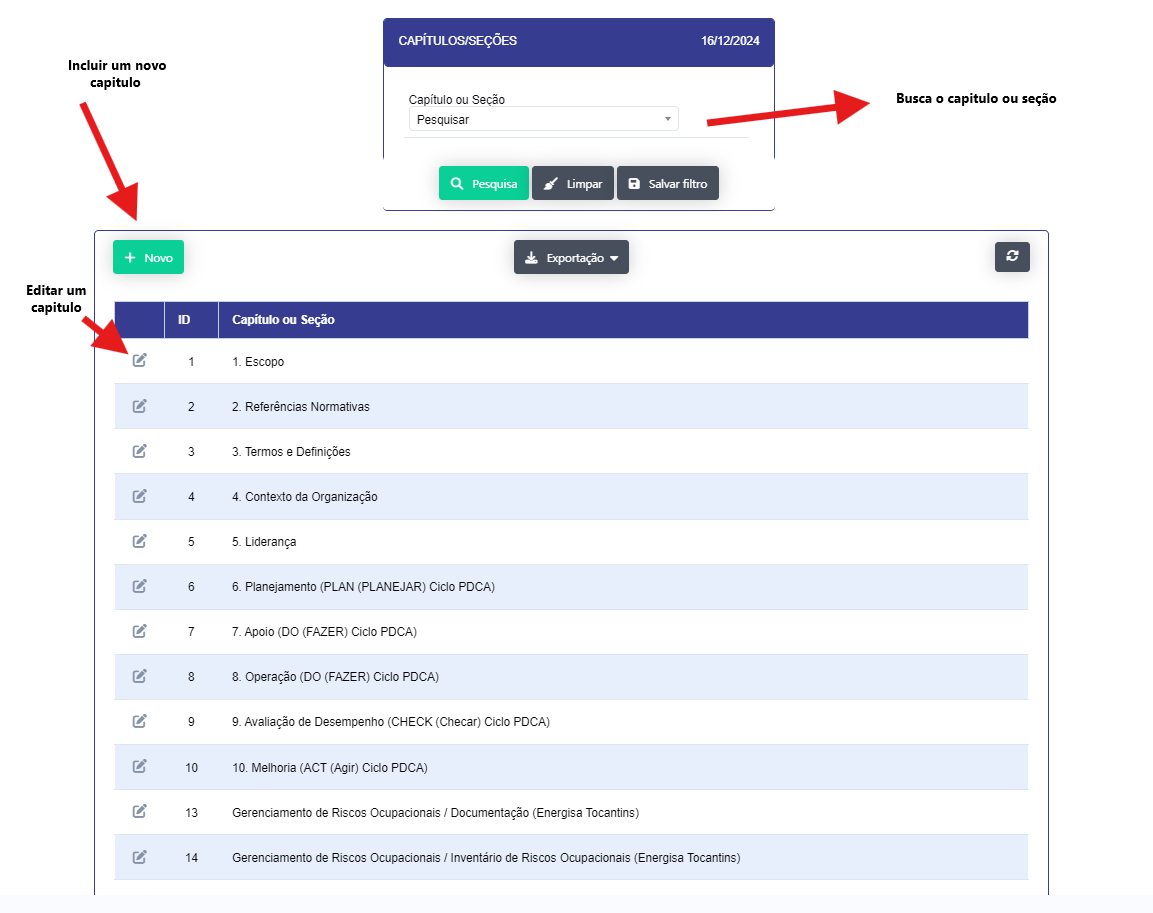 CAPÍTULOS/SEÇÕES 16/12/2024
Incluir um novo
capitulo
Capítulo ou Seção
Pesquisar
Busca o capitulo ou seção
Pesquisa Limpar Salvar filtro
Novo Exportação
Editar um
capitulo
ID Capítulo ou Seção
1 1. Escopo
2 2. Referências Normativas
3 3. Termos e Definições
4 4. Contexto da Organização
5 5. Liderança
6 6. Planejamento (PLAN (PLANEJAR) Ciclo PDCA)
7 7. Apoio (DO (FAZER) Ciclo PDCA)
8 8. Operação (DO (FAZER) Ciclo PDCA)
9 9. Avaliação de Desempenho (CHECK (Checar) Ciclo PDCA)
10 10. Melhoria (ACT (Agir) Ciclo PDCA)
13 Gerenciamento de Riscos Ocupacionais / Documentação (Energisa Tocantins)
14 Gerenciamento de Riscos Ocupacionais / Inventário de Riscos Ocupacionais (Energisa Tocantins)